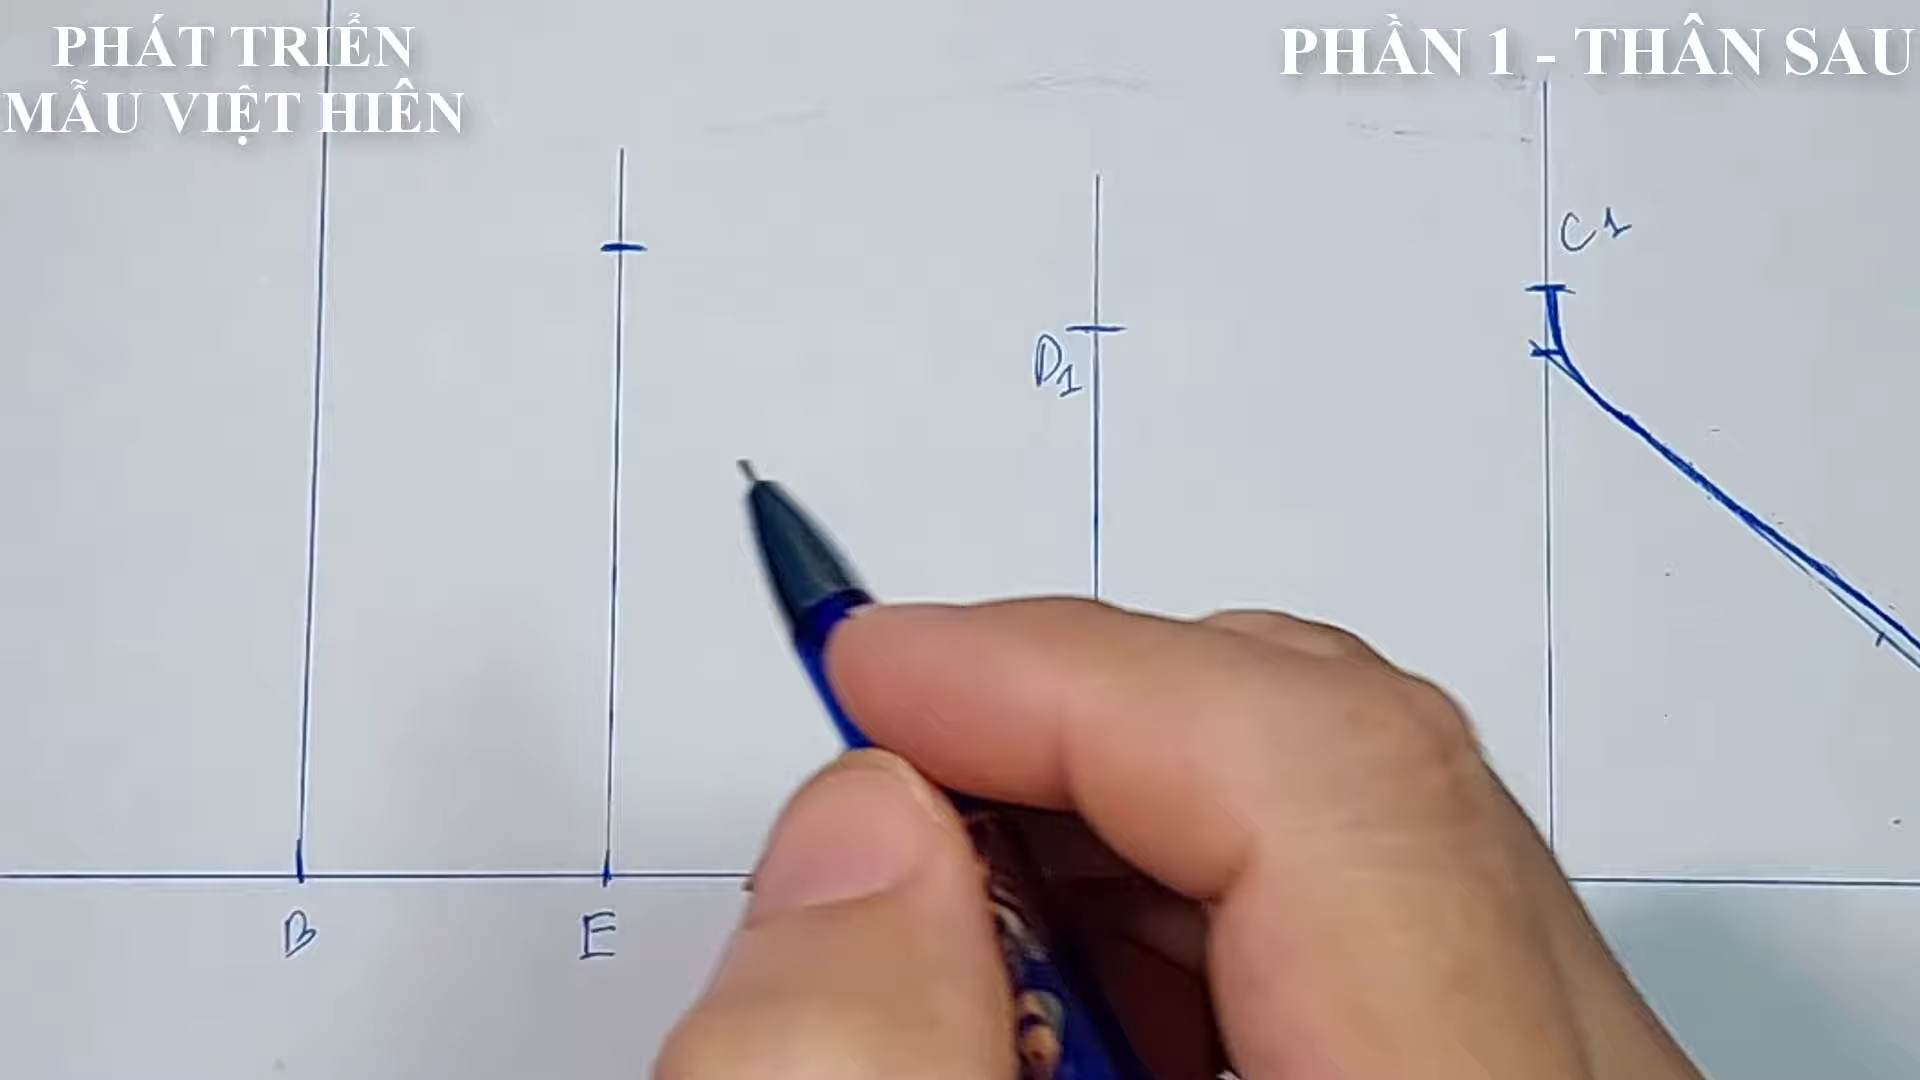 PHÁT TRIỂN
MẪU VIỆT HIÊN
PHẦN 1 - THÂN SAU
C1
D1
B
E